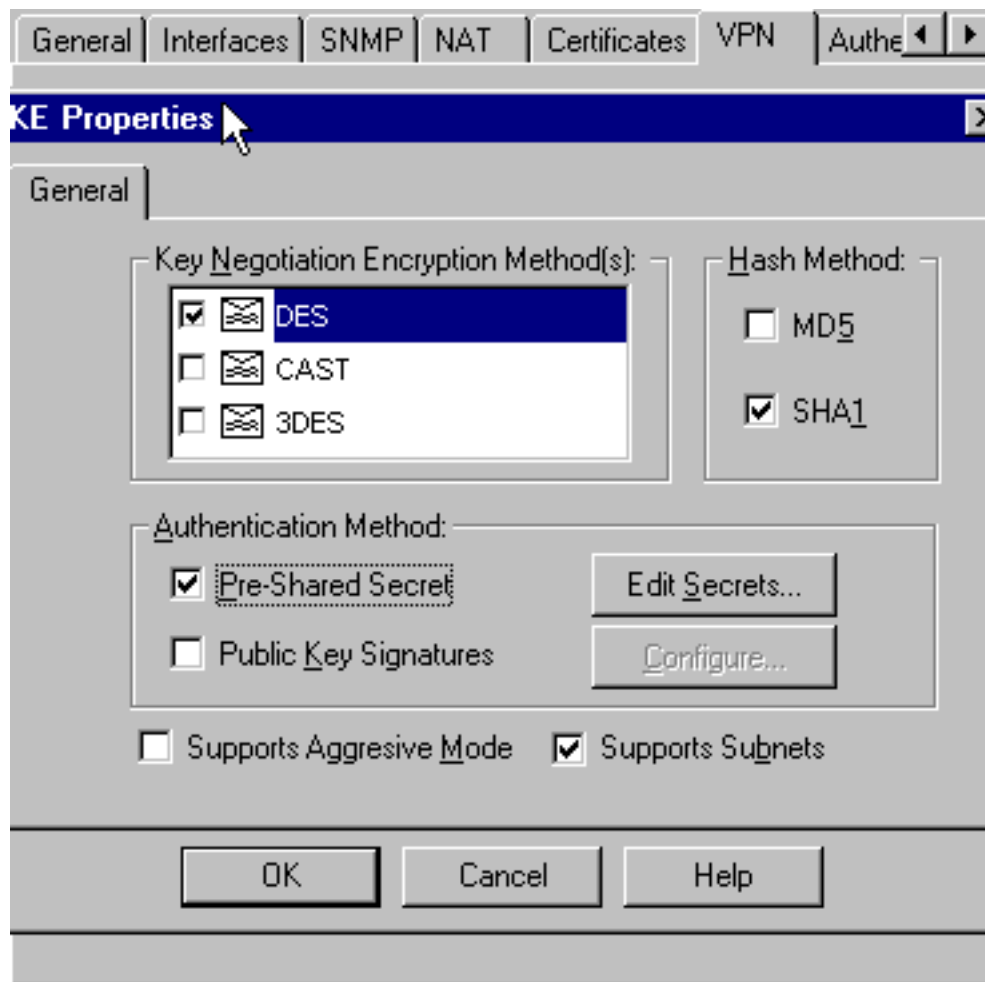 General Interfaces SNMP NAT Certificates VPN Authe
KE Properties
General
Key Negotiation Encryption Method(s):
Hash Method:
DES
CAST
3DES
MD5
SHA1
Authentication Method:
Pre-Shared Secret
Edit Secrets...
Public Key Signatures
Configure...
Supports Aggresive Mode
Supports Subnets
OK Cancel Help